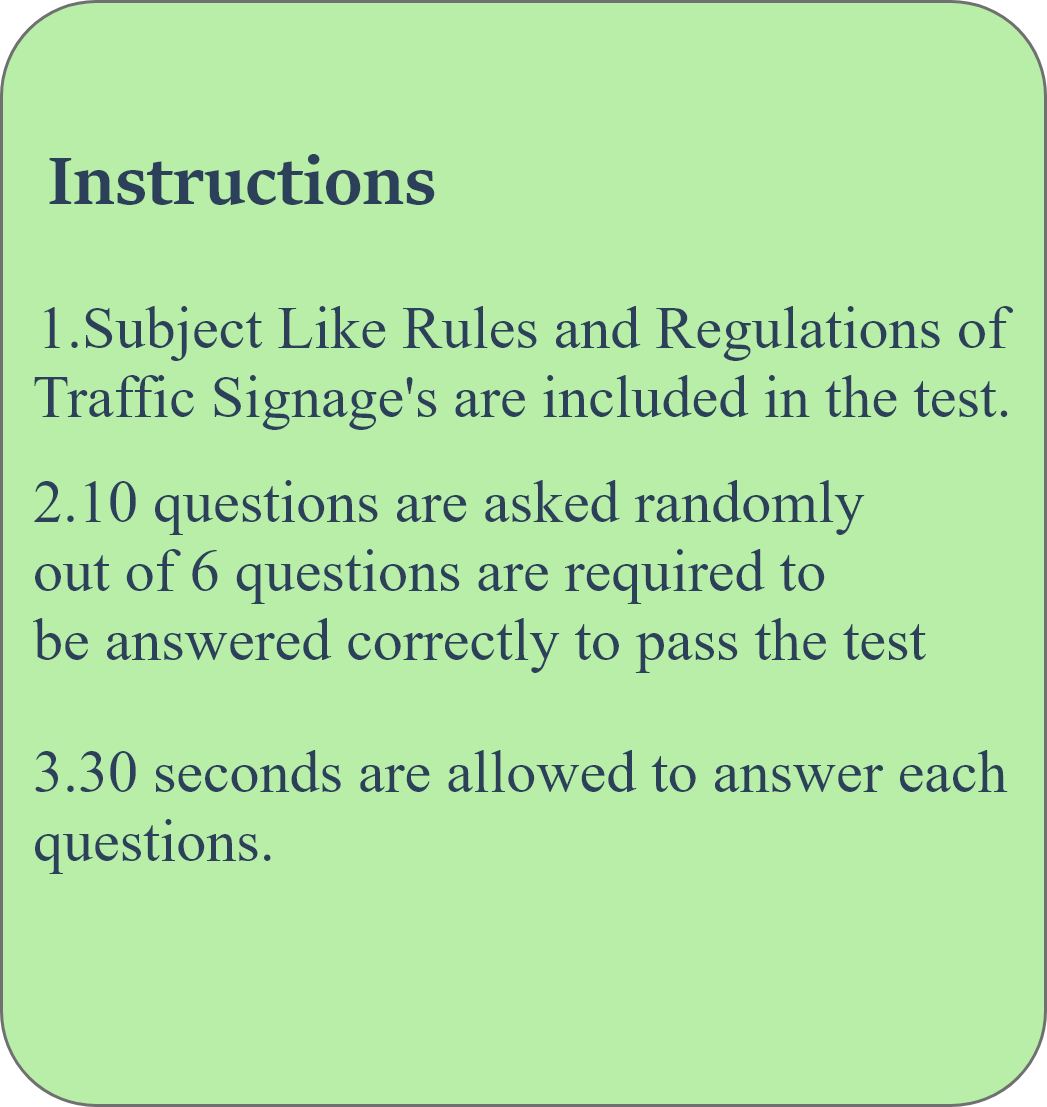 Instructions
1.Subject Like Rules and Regulations of
Traffic Signage's are included in the test.
2.10 questions are asked randomly
out of 6 questions are required to
be answered correctly to pass the test
3.30 seconds are allowed to answer each
questions.